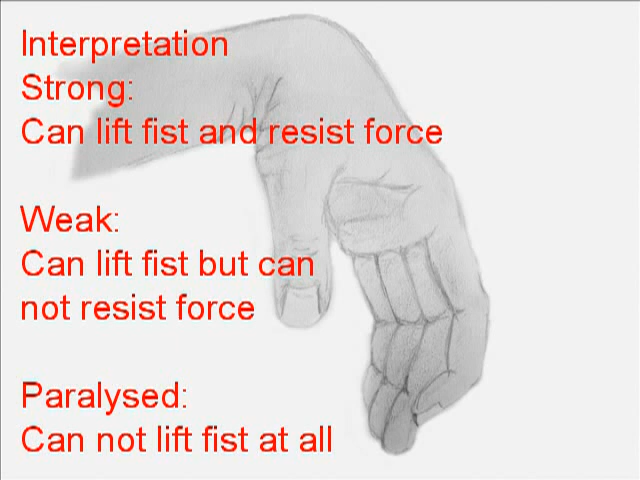 Interpretation
Strong:
Can lift fist and resist force
Weak:
Can lift fist but can
not resist force
Paralysed:
Can not lift fist at all